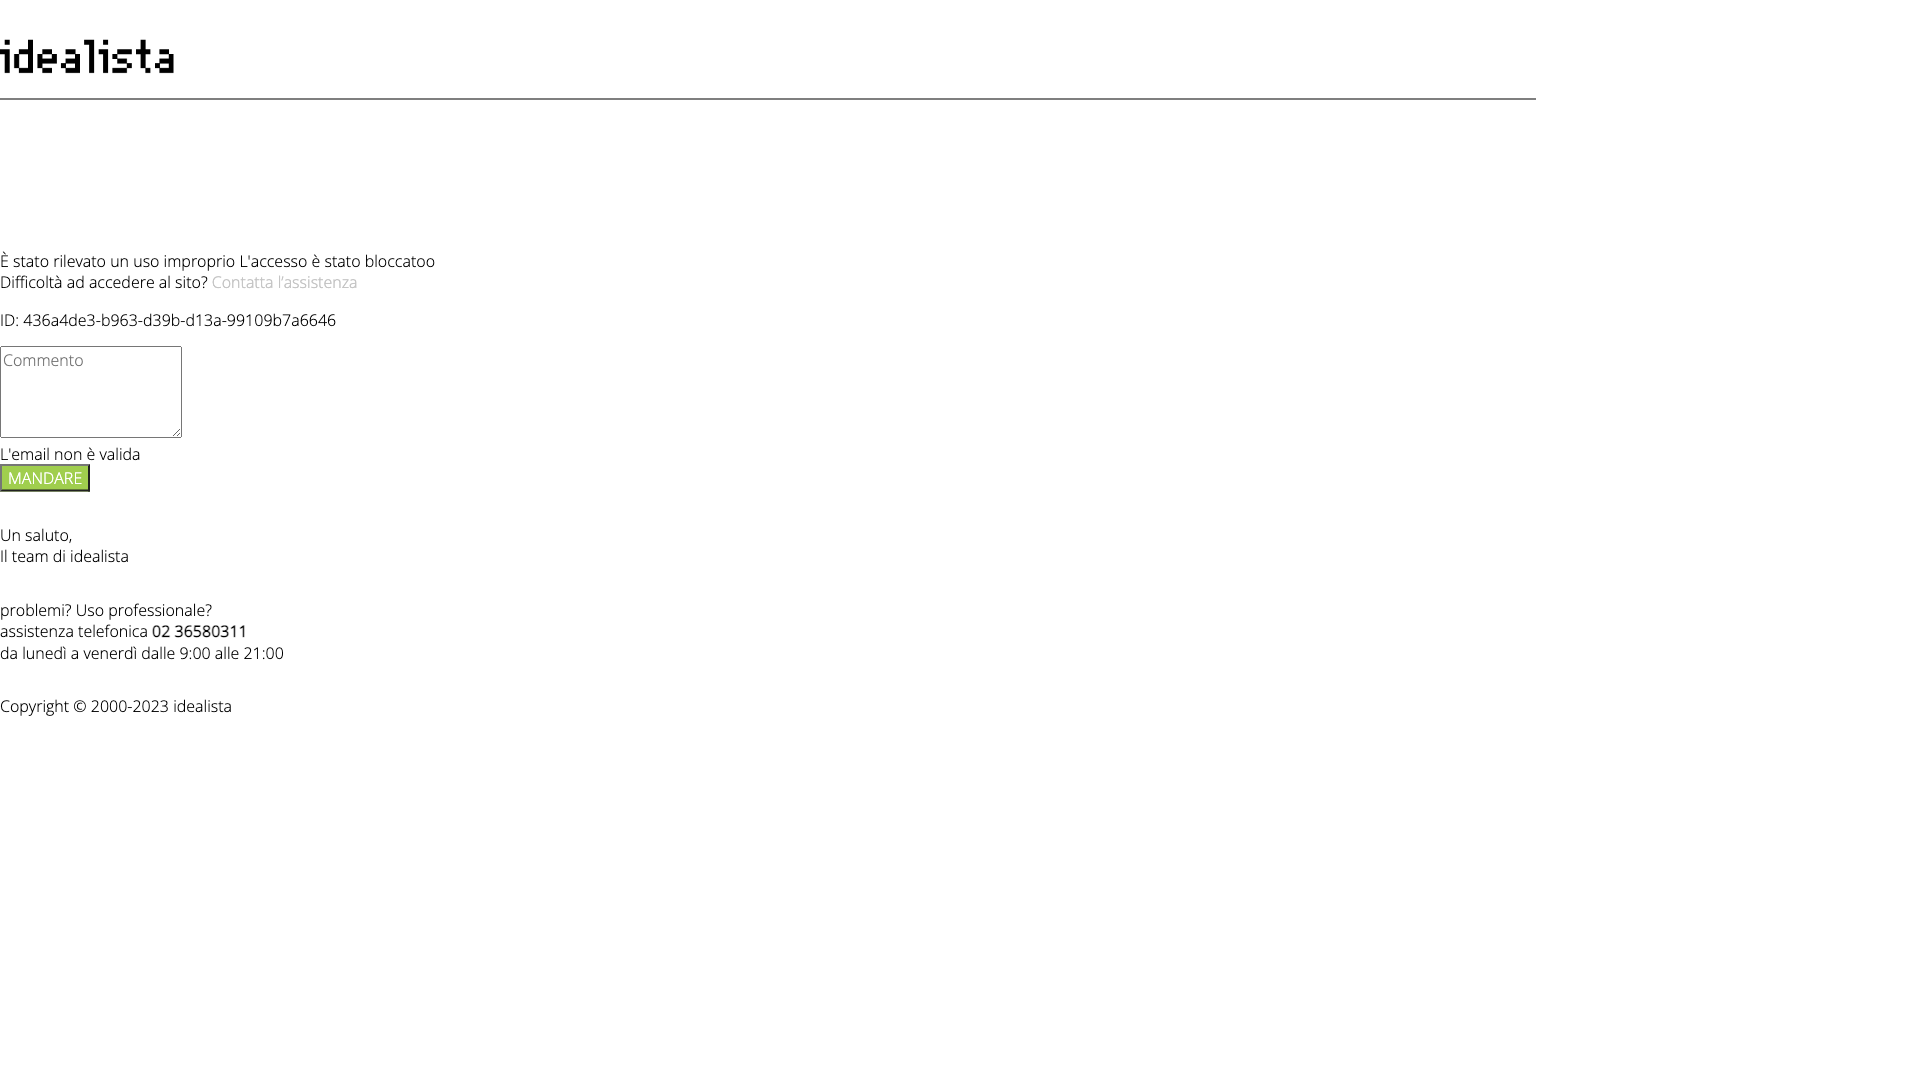 idealista
È stato rilevato un uso improprio L'accesso è stato bloccatoo
Difficoltà ad accedere al sito? Contatta l'assistenza
ID: 436a4de3-b963-d39b-d13a-99109b7a6646
Commento
L'email non è valida
MANDARE
Un saluto,
Il team di idealista
problemi? Uso professionale?
assistenza telefonica 02 36580311
da lunedì a venerdì dalle 9:00 alle 21:00
Copyright © 2000-2023 idealista